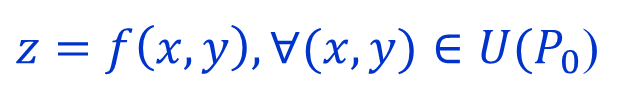 z = f(x, y), ∀(x, y) ∈ U(P₀)